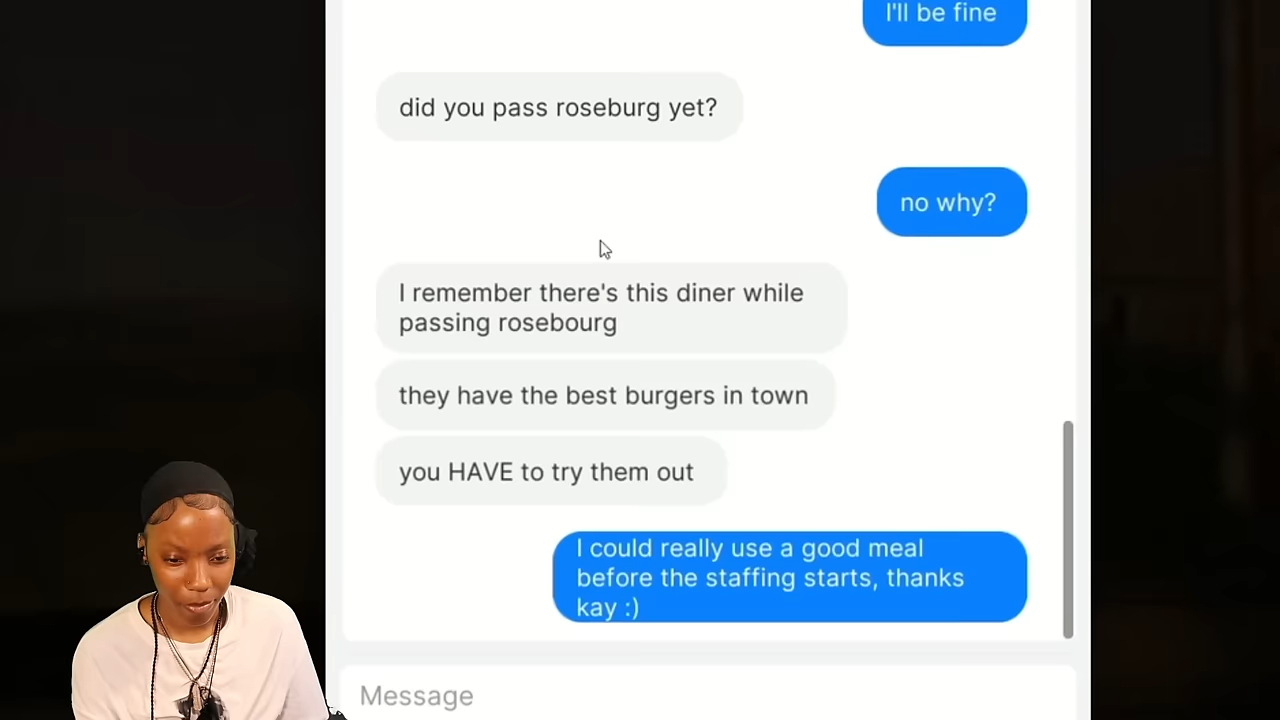 I'll be fine
did you pass roseburg yet?
no why?
I remember there's this diner while
passing rosebourg
they have the best burgers in town
you HAVE to try them out
I could really use a good meal
before the staffing starts, thanks
kay :)
Message